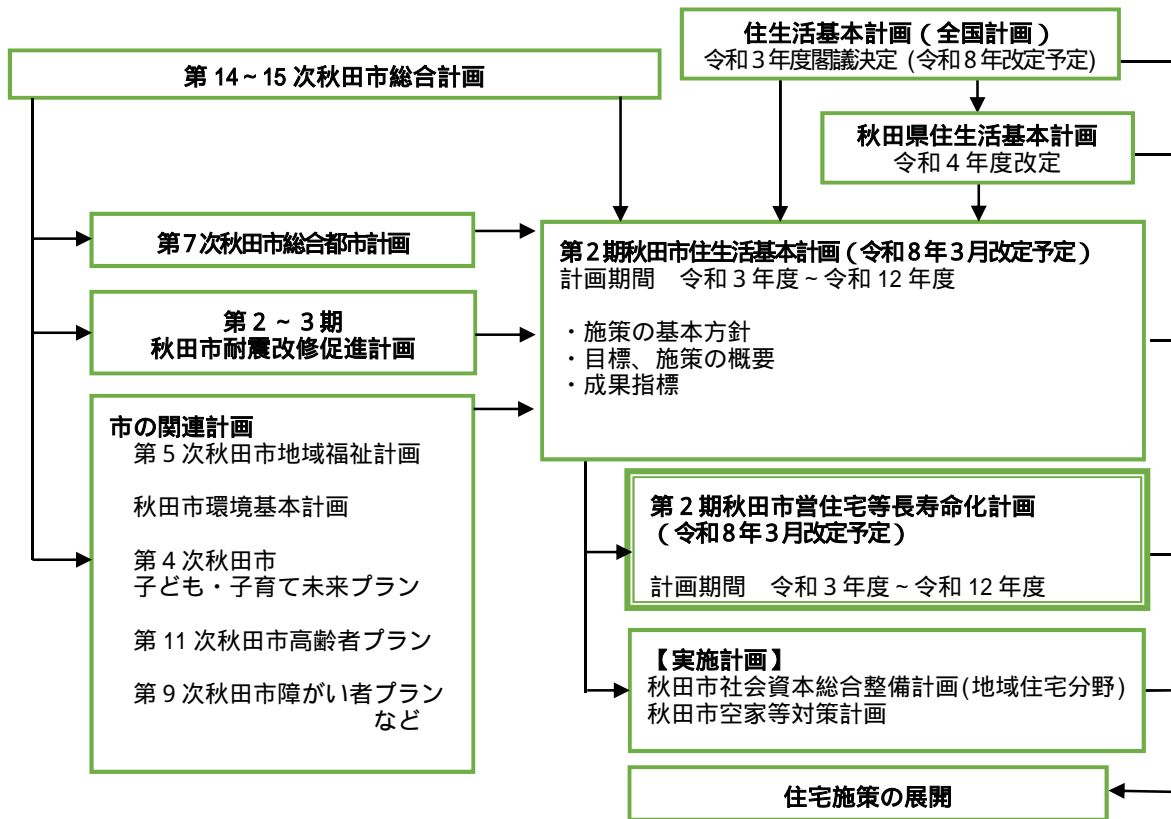 住生活基本計画(全国計画)
令和3年度閣議決定(令和8年改定予定)
第14~15次秋田市総合計画
秋田県住生活基本計画
令和4年度改定
第7次秋田市総合都市計画
第2~3期
秋田市耐震改修促進計画
市の関連計画
第5次秋田市地域福祉計画
秋田市環境基本計画
第4次秋田市
子ども・子育て未来プラン
第11次秋田市高齢者プラン
第9次秋田市障がい者プラン
など
第2期秋田市住生活基本計画(令和8年3月改定予定)
計画期間 令和3年度~令和12年度
・施策の基本方針
・目標、施策の概要
・成果指標
第2期秋田市営住宅等長寿命化計画
(令和8年3月改定予定)
計画期間 令和3年度~令和12年度
【実施計画】
秋田市社会資本総合整備計画(地域住宅分野)
秋田市空家等対策計画
住宅施策の展開